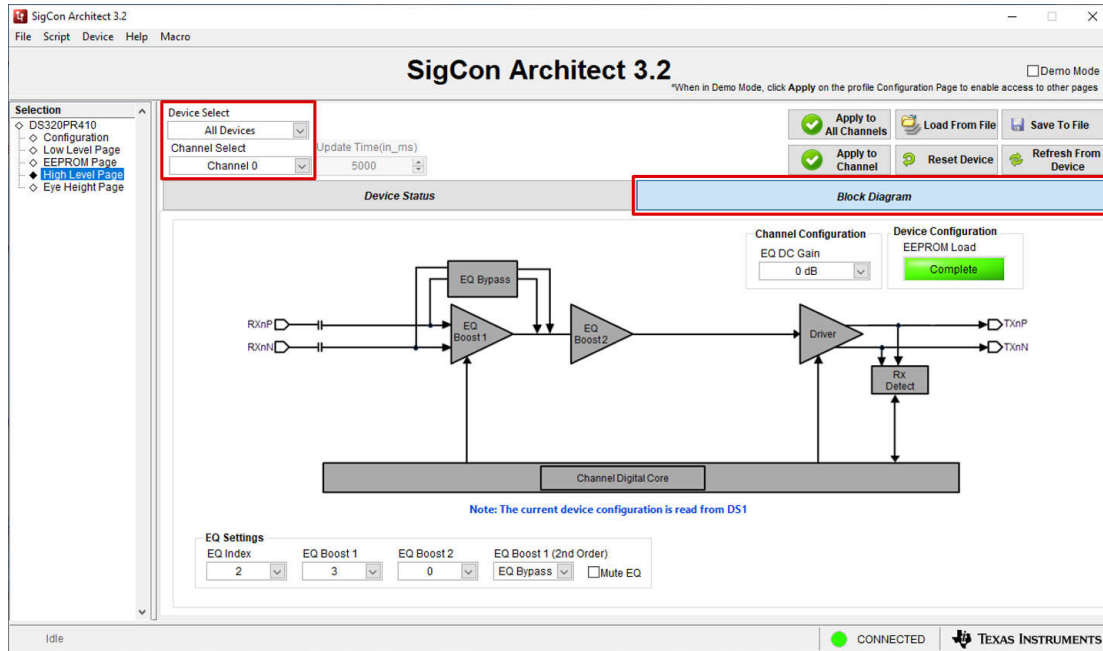 SigCon Architect 3.2
File Script Device Help Macro
SigCon Architect 3.2
Demo Mode
*When in Demo Mode, click Apply on the profile Configuration Page to enable access to other pages
Selection
DS320PR410
Configuration
Low Level Page
EEPROM Page
High Level Page
Eye Height Page
Device Select
All Devices
Channel Select
Channel 0
Update Time(in_ms)
5000
Apply to
All Channels
Load From File
Save To File
Apply to
Channel
Reset Device
Refresh From
Device
Device Status
Block Diagram
Channel Configuration
EQ DC Gain
0 dB
Device Configuration
EEPROM Load
Complete
EQ Bypass
RXnP
RXnN
EQ
Boost1
EQ
Boost2
Driver
TXnP
TXnN
Rx
Detect
Channel Digital Core
Note: The current device configuration is read from DS1
EQ Settings
EQ Index
2
EQ Boost 1
3
EQ Boost 2
0
EQ Boost 1 (2nd Order)
EQ Bypass
Mute EQ
Idle
CONNECTED
TEXAS INSTRUMENTS